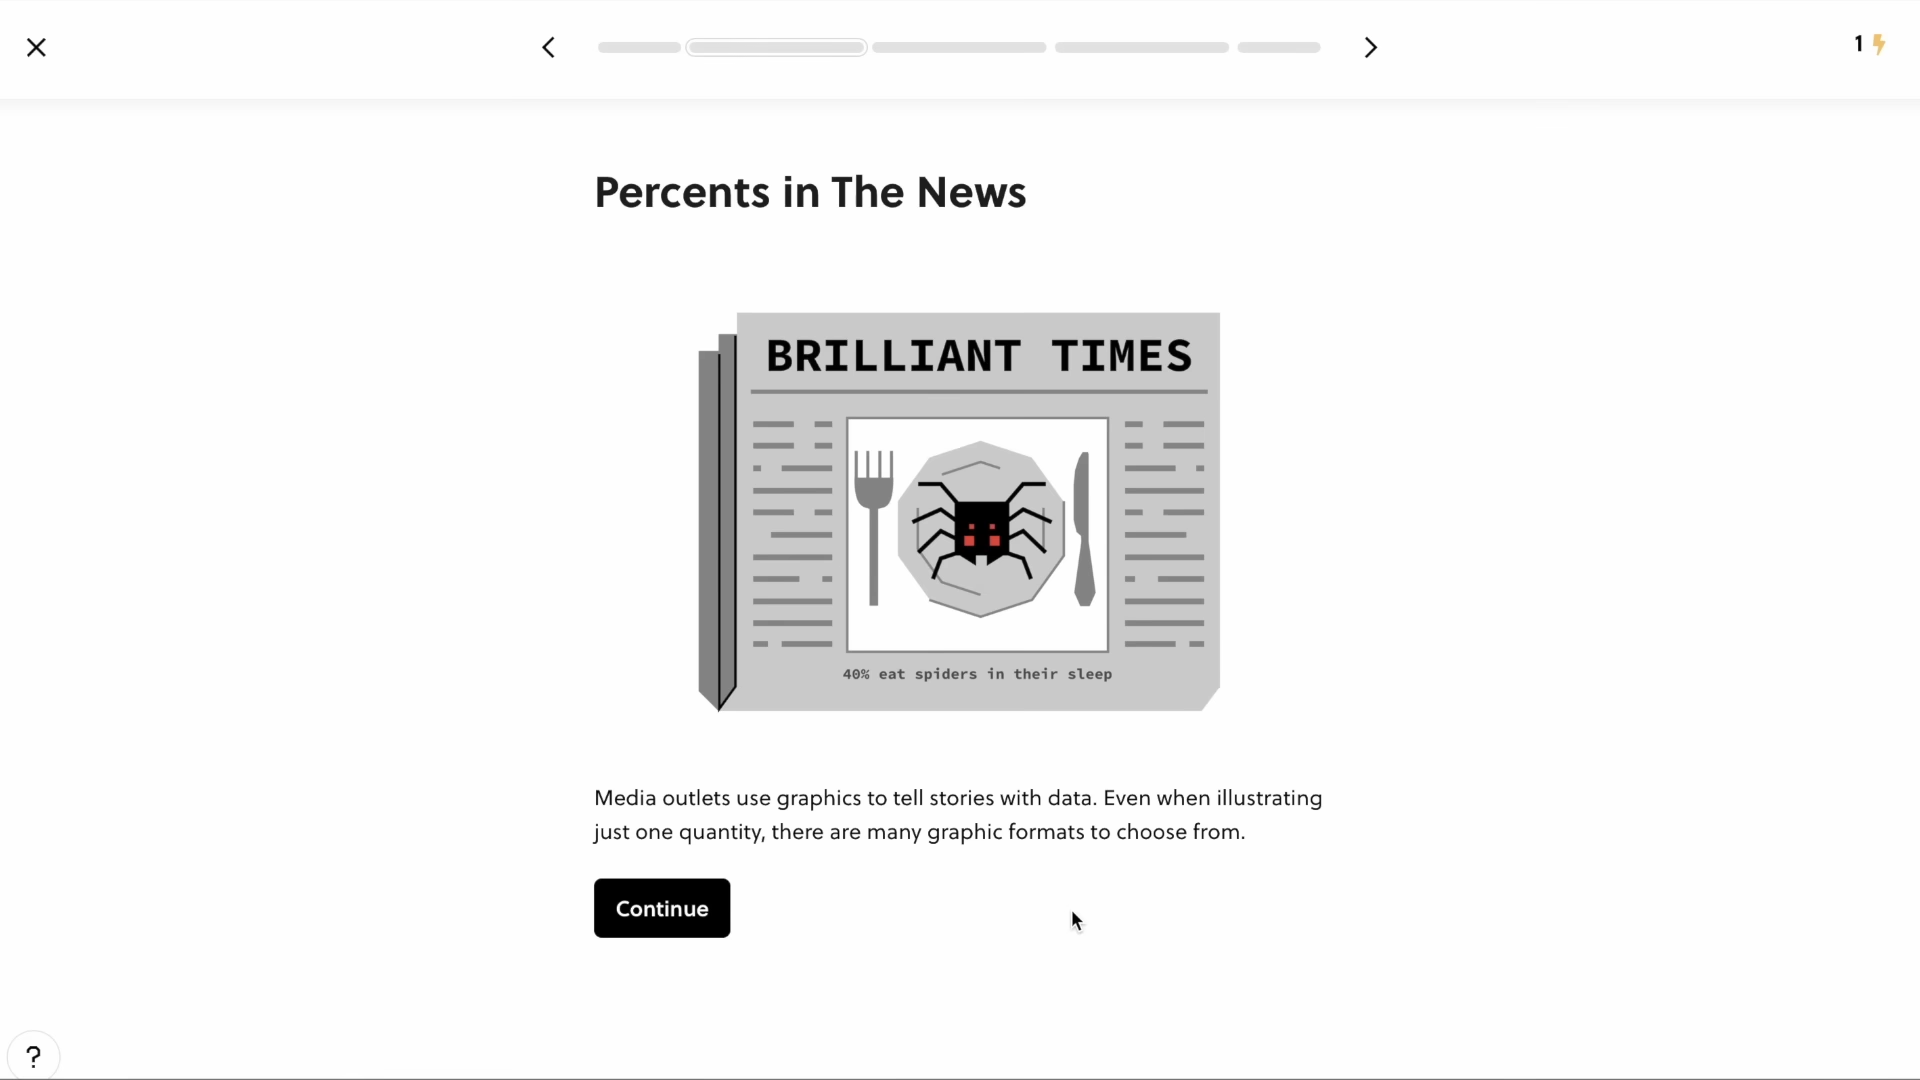 1
Percents in The News
BRILLIANT TIMES
40% eat spiders in their sleep
Media outlets use graphics to tell stories with data. Even when illustrating
just one quantity, there are many graphic formats to choose from.
Continue
?